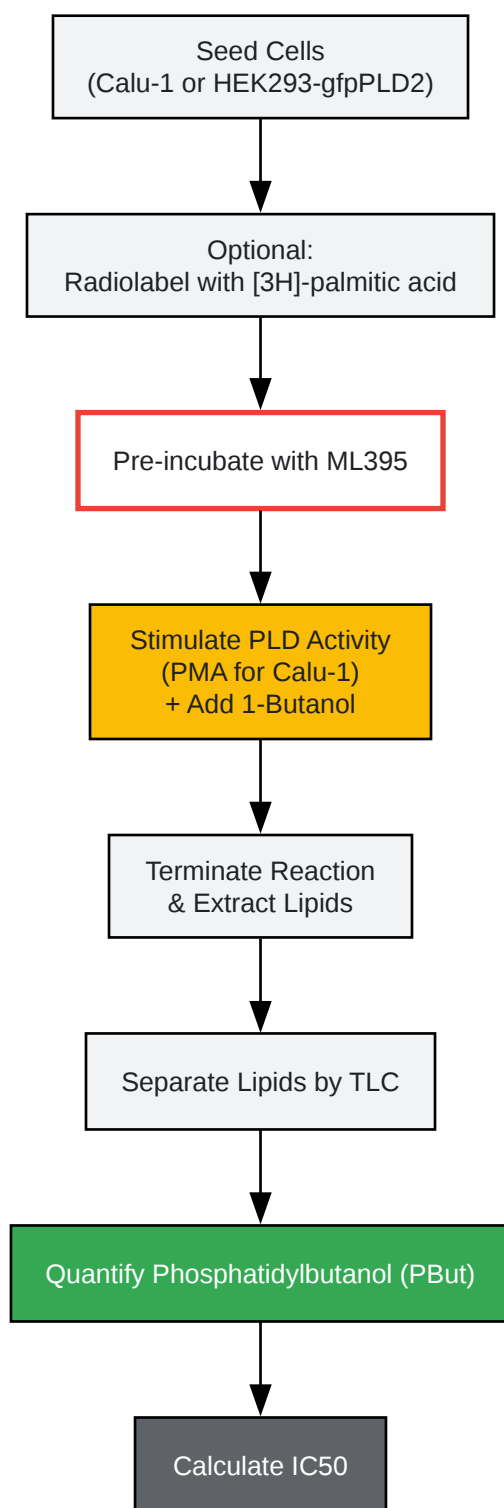 Seed Cells
(Calu-1 or HEK293-gfpPLD2)
Optional:
Radiolabel with [3H]-palmitic acid
Pre-incubate with ML395
Stimulate PLD Activity
(PMA for Calu-1)
+ Add 1-Butanol
Terminate Reaction
& Extract Lipids
Separate Lipids by TLC
Quantify Phosphatidylbutanol (PBut)
Calculate IC50